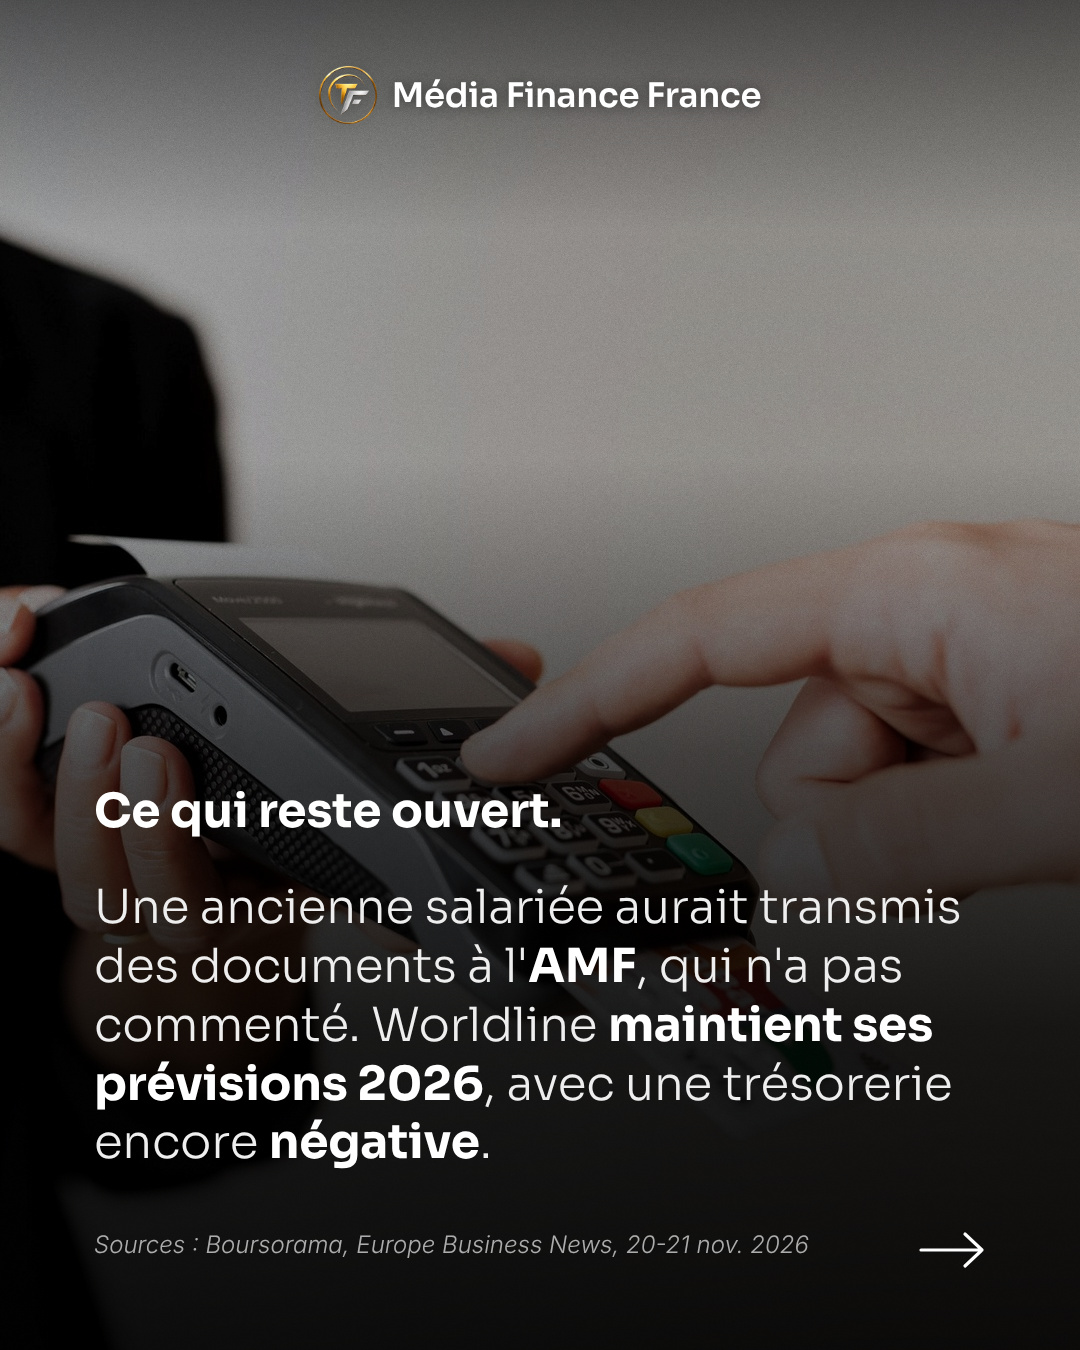 Média Finance France
Ce qui reste ouvert.
Une ancienne salariée aurait transmis
des documents à l'AMF, qui n'a pas
commenté. Worldline maintient ses
prévisions 2026, avec une trésorerie
encore négative.
Sources : Boursorama, Europe Business News, 20-21 nov. 2026